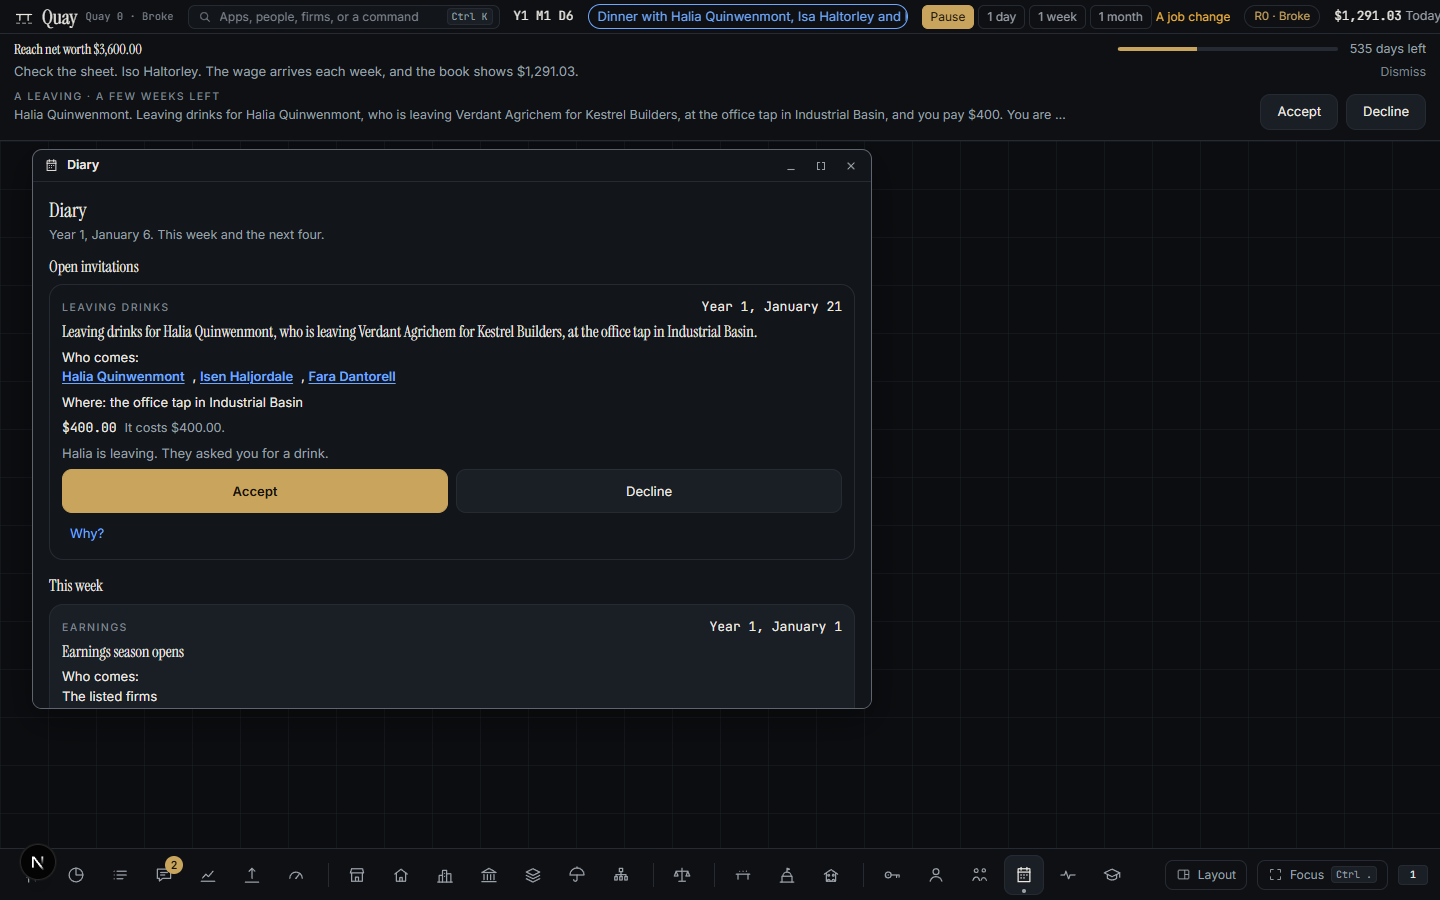 Quay Quay 0 · Broke Apps, people, firms, or a command Ctrl K Y1 M1 D6 Dinner with Halia Quinwenmont, Isa Haltorley and Pause 1 day 1 week 1 month A job change R0 · Broke $1,291.03 Today
Reach net worth $3,600.00 535 days left
Check the sheet. Iso Haltorley. The wage arrives each week, and the book shows $1,291.03. Dismiss
A LEAVING · A FEW WEEKS LEFT
Halia Quinwenmont. Leaving drinks for Halia Quinwenmont, who is leaving Verdant Agrichem for Kestrel Builders, at the office tap in Industrial Basin, and you pay $400. You are ... Accept Decline
Diary
Diary
Year 1, January 6. This week and the next four.
Open invitations
LEAVING DRINKS Year 1, January 21
Leaving drinks for Halia Quinwenmont, who is leaving Verdant Agrichem for Kestrel Builders, at the office tap in Industrial Basin.
Who comes:
Halia Quinwenmont , Isen Haljordale , Fara Dantorell
Where: the office tap in Industrial Basin
$400.00 It costs $400.00.
Halia is leaving. They asked you for a drink.
Accept Decline
Why?
This week
EARNINGS Year 1, January 1
Earnings season opens
Who comes:
The listed firms
N 2 Layout Focus Ctrl . 1